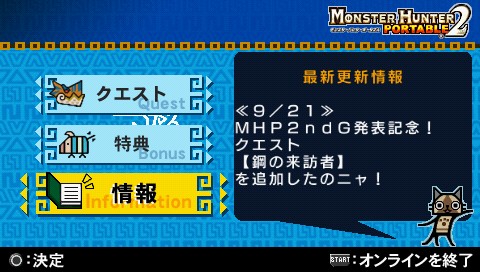 MONSTER HUNTER
PORTABLE 2
クエスト
Quest
特典
Bonus
情報
Information
最新更新情報
≪９／２１≫
ＭＨＰ２ｎｄＧ発表記念！
クエスト
【鋼の来訪者】
を追加したのニャ！
○:決定
START:オンラインを終了